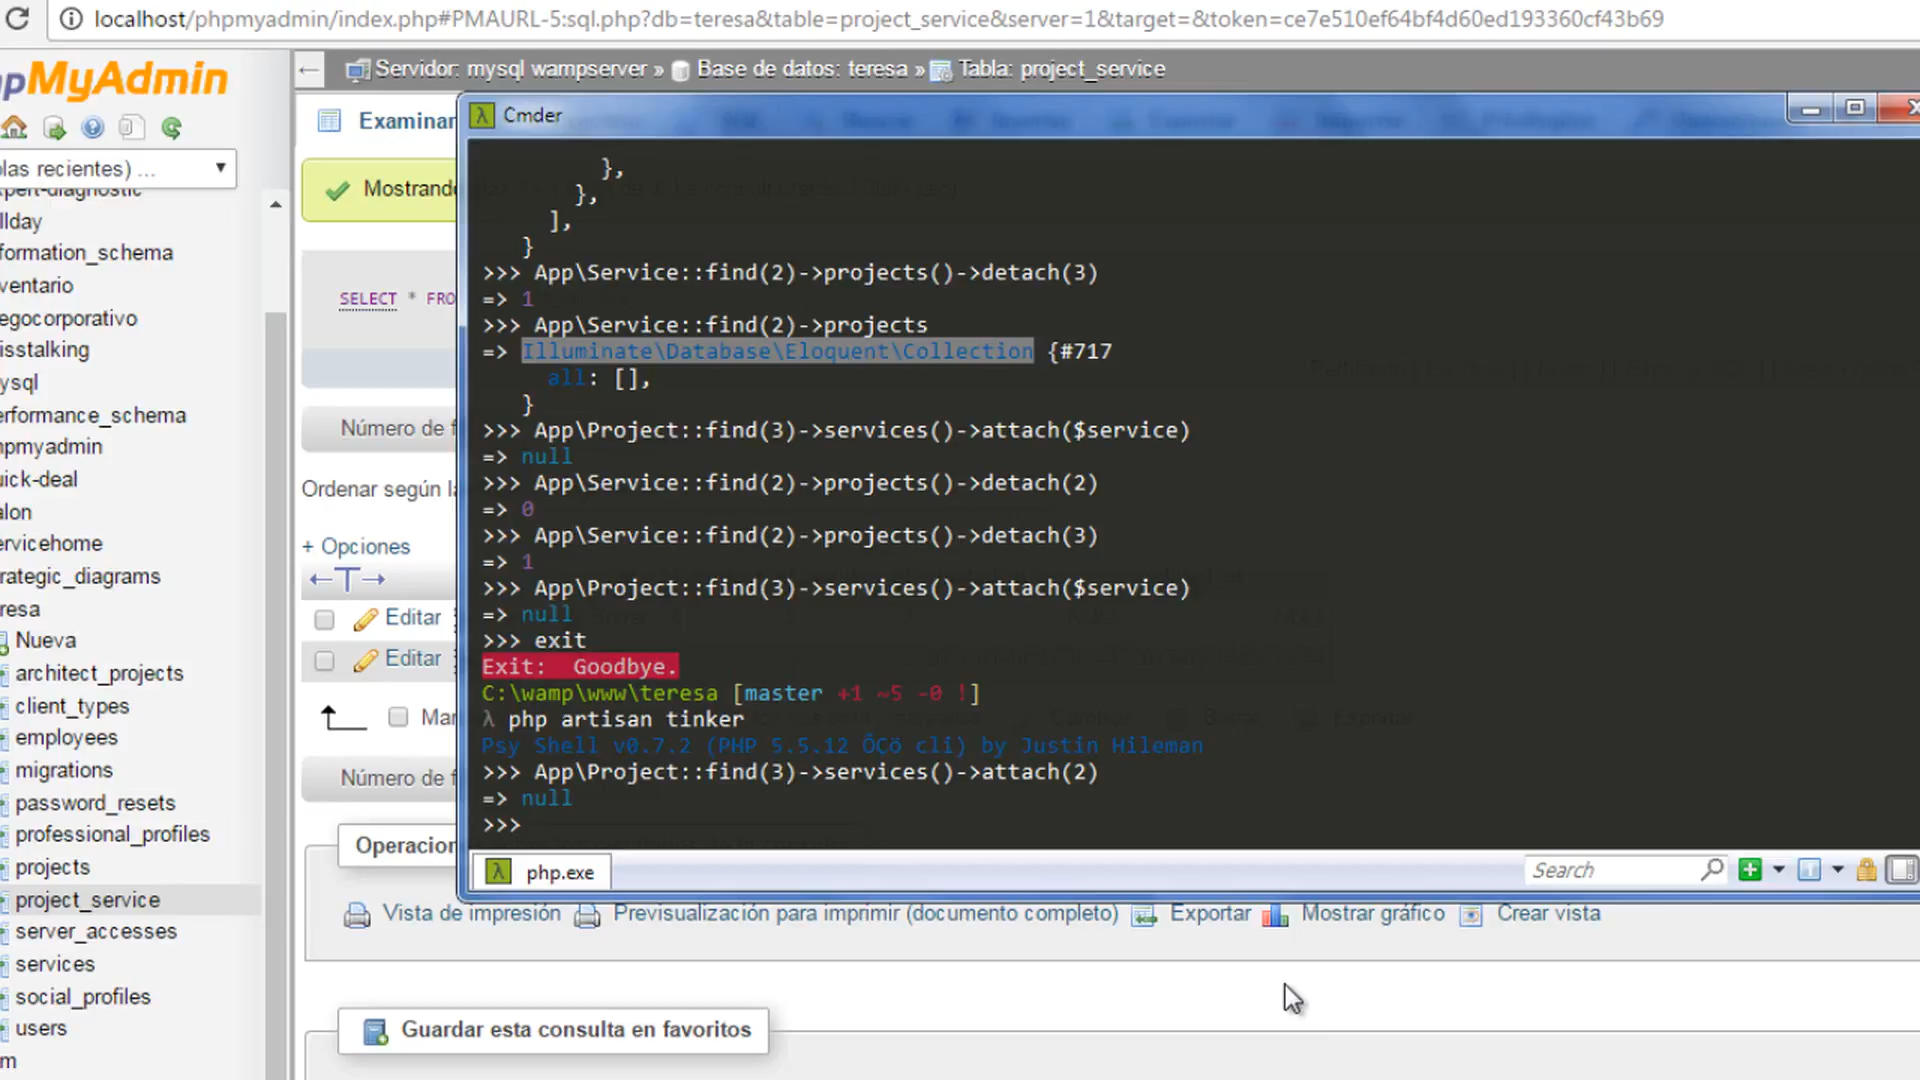 localhost/phpmyadmin/index.php#PMAURL-5:sql.php?db=teresa&table=project_service&server=1&target=&token=ce7e510ef64bf4d60ed193360cf43b69
pMyAdmin
las recientes) ...
xpert-diagnostic
llday
formation_schema
ventario
egocorporativo
isstalking
ysql
erformance_schema
hpmyadmin
uick-deal
alon
ervicehome
rategic_diagrams
resa
Nueva
architect_projects
client_types
employees
migrations
password_resets
professional_profiles
projects
project_service
server_accesses
services
social_profiles
users
m
← Servidor: mysql wampserver » Base de datos: teresa » Tabla: project_service
Examinar
Mostrando
SELECT * FRO
Número de f
Ordenar según la
+ Opciones
←T→
Editar
Editar
Mar
Número de f
Operacion
Cmder
},
},
],
}
>>> App\Service::find(2)->projects()->detach(3)
=> 1
>>> App\Service::find(2)->projects
=> Illuminate\Database\Eloquent\Collection {#717
all: [],
}
>>> App\Project::find(3)->services()->attach($service)
=> null
>>> App\Service::find(2)->projects()->detach(2)
=> 0
>>> App\Service::find(2)->projects()->detach(3)
=> 1
>>> App\Project::find(3)->services()->attach($service)
=> null
>>> exit
Exit:  Goodbye.
C:\wamp\www\teresa [master +1 ~5 -0 !]
λ php artisan tinker
Psy Shell v0.7.2 (PHP 5.5.12 ÔÇö cli) by Justin Hileman
>>> App\Project::find(3)->services()->attach(2)
=> null
>>>
php.exe
Search
Vista de impresión Previsualización para imprimir (documento completo) Exportar Mostrar gráfico Crear vista
Guardar esta consulta en favoritos